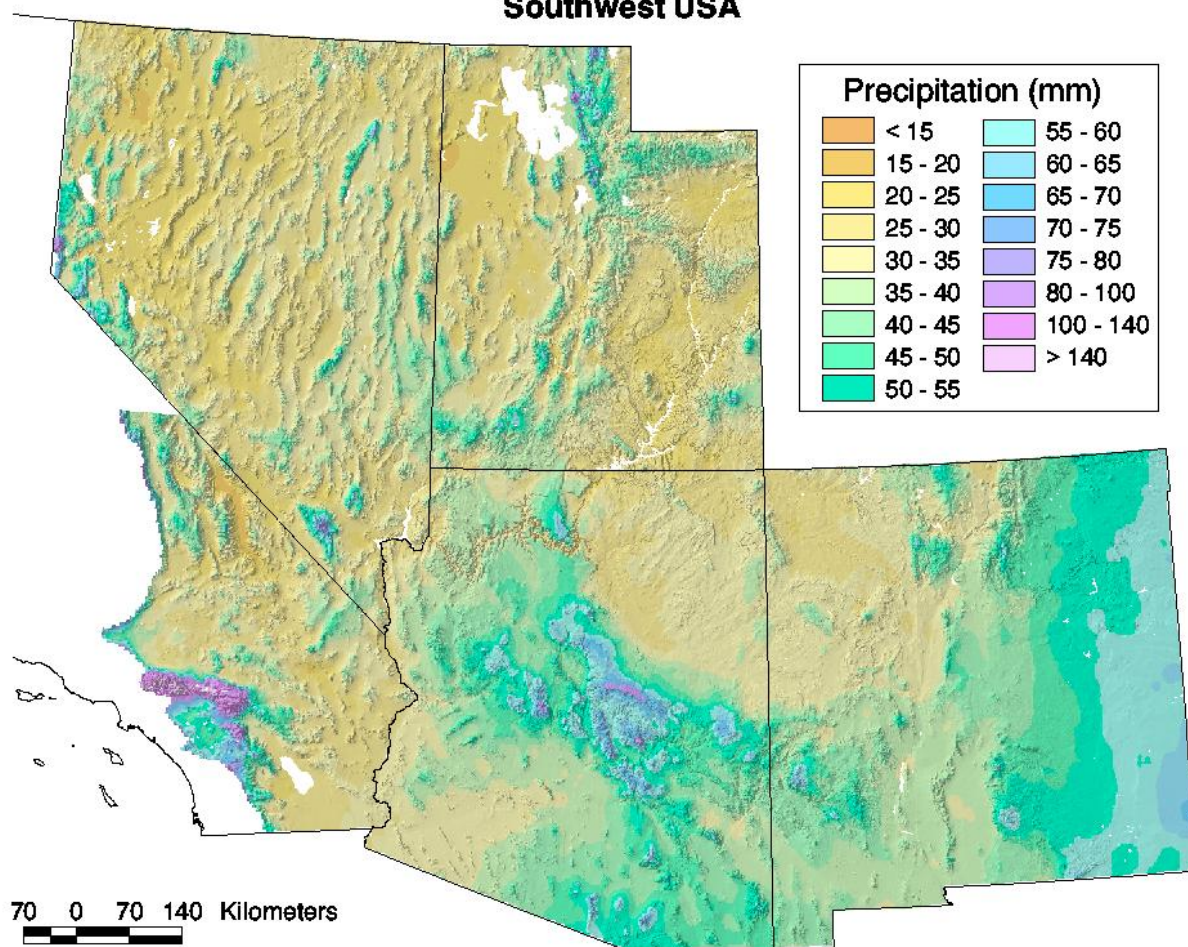 Southwest USA
Precipitation (mm)
< 15
15 - 20
20 - 25
25 - 30
30 - 35
35 - 40
40 - 45
45 - 50
50 - 55
55 - 60
60 - 65
65 - 70
70 - 75
75 - 80
80 - 100
100 - 140
> 140
70 0 70 140 Kilometers